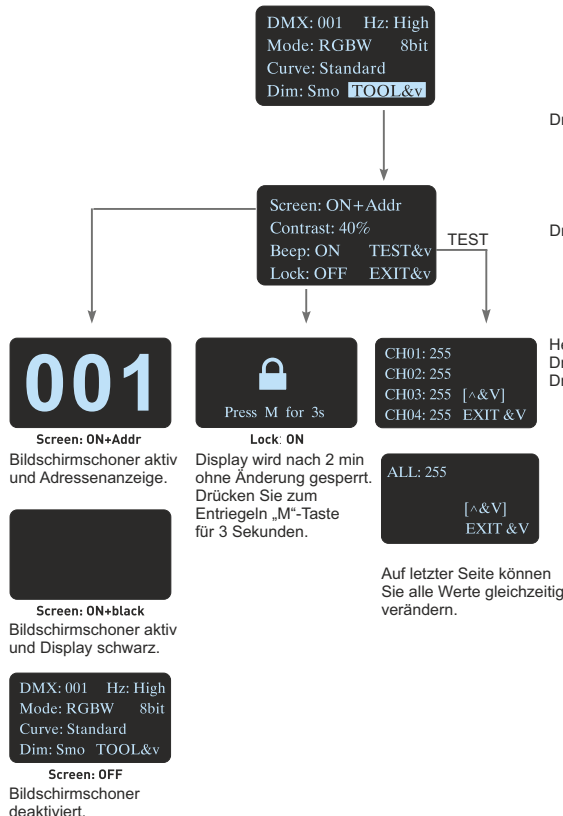 DMX: 001 Hz: High
Mode: RGBW 8bit
Curve: Standard
Dim: Smo TOOL&v
Screen: ON+Addr
Contrast: 40%
Beep: ON TEST&v
Lock: OFF EXIT&v
TEST
001
Screen: ON+Addr
Bildschirmschoner aktiv
und Adressenanzeige.
Press M for 3s
Lock: ON
Display wird nach 2 min
ohne Änderung gesperrt.
Drücken Sie zum
Entriegeln „M“-Taste
für 3 Sekunden.
CH01: 255
CH02: 255
CH03: 255 [^&V]
CH04: 255 EXIT &V
ALL: 255
[^&V]
EXIT &V
Auf letzter Seite können
Sie alle Werte gleichzeitig
verändern.
Screen: ON+black
Bildschirmschoner aktiv
und Display schwarz.
DMX: 001 Hz: High
Mode: RGBW 8bit
Curve: Standard
Dim: Smo TOOL&v
Screen: OFF
Bildschirmschoner
deaktiviert.